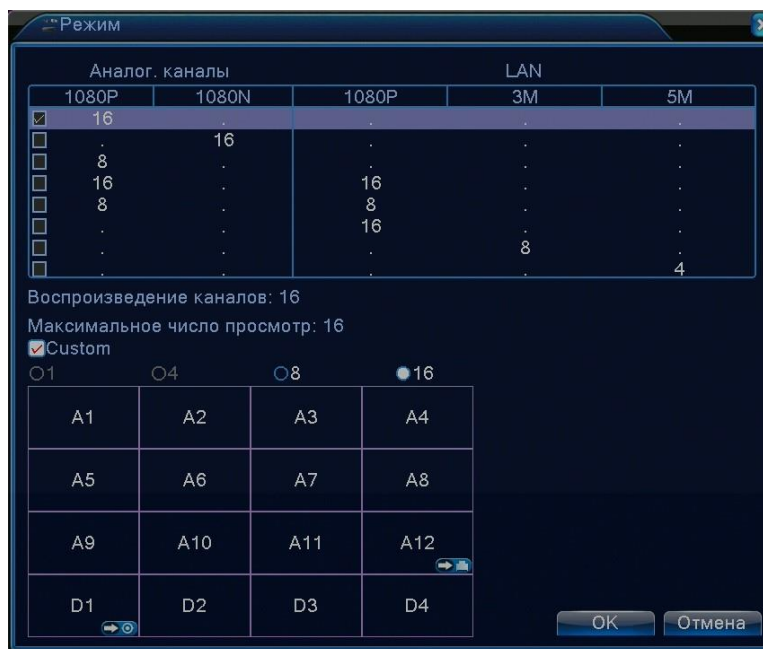 Режим
Аналог. каналы LAN
1080P 1080N 1080P 3M 5M
16 . . . .
. 16 . . .
8 . . . .
16 . 16 . .
8 . 8 . .
. . 16 . .
. . . 8 .
. . . . 4
Воспроизведение каналов: 16
Максимальное число просмотр: 16
Custom
1 4 8 16
A1 A2 A3 A4
A5 A6 A7 A8
A9 A10 A11 A12
D1 D2 D3 D4
OK Отмена